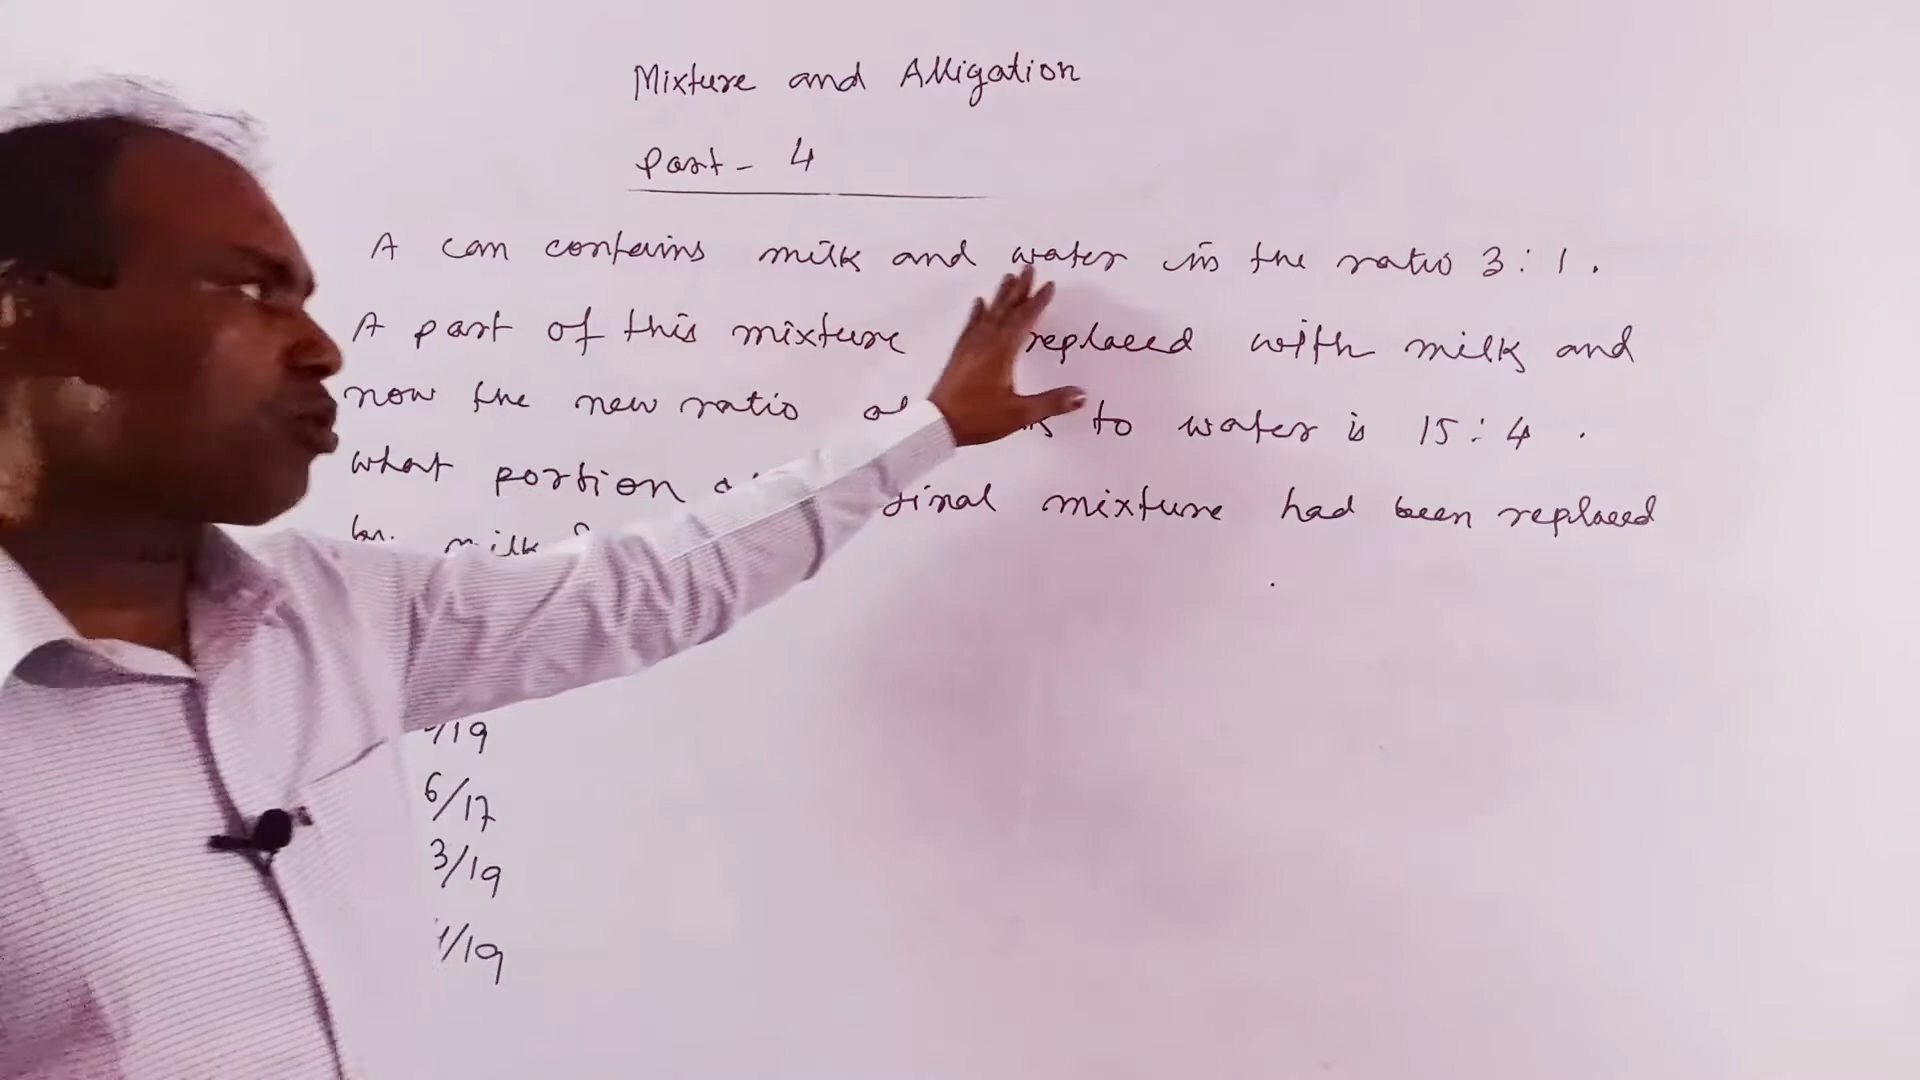 Mixture and Alligation
Part - 4
A can contains milk and water in the ratio 3 : 1 .
A part of this mixture replaced with milk and
now the new ratio to water is 15 : 4 .
what portion mixture had been replaced
milk
/19
6/17
3/19
1/19